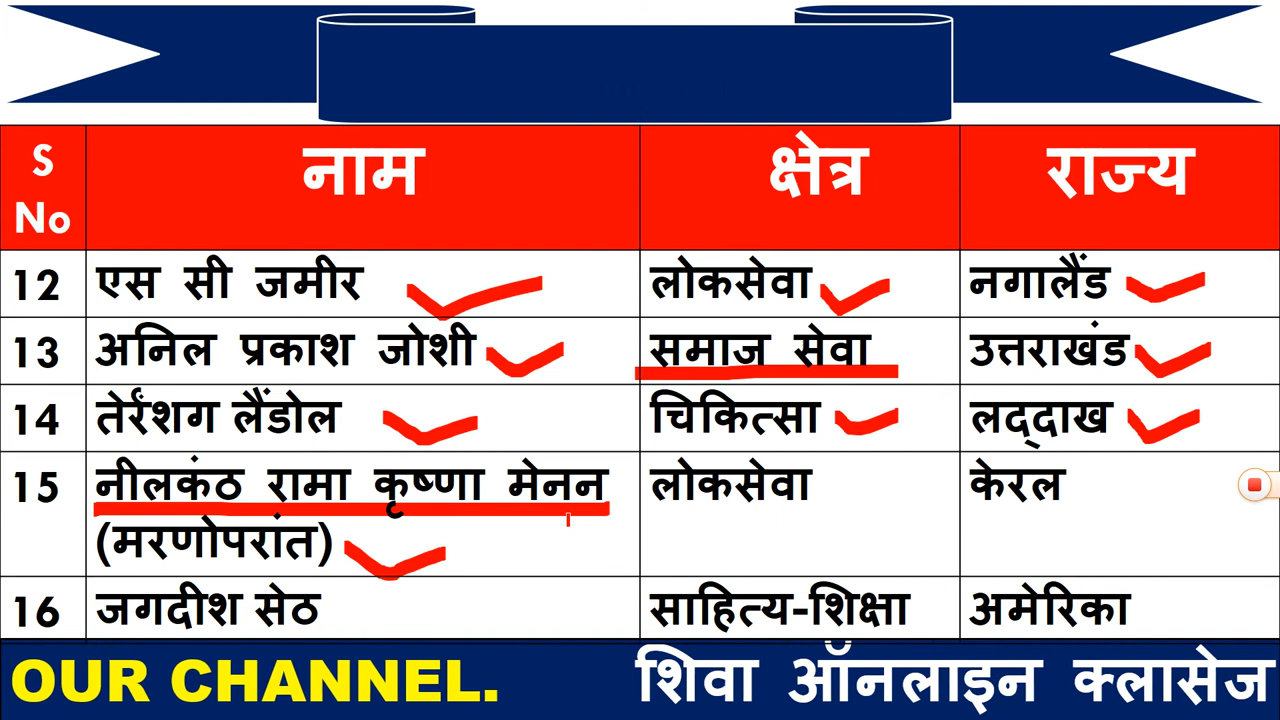 S No नाम क्षेत्र राज्य
12 एस सी जमीर लोकसेवा नगालैंड
13 अनिल प्रकाश जोशी समाज सेवा उत्तराखंड
14 तेर्रंशग लैंडोल चिकित्सा लद्दाख
15 नीलकंठ रामा कृष्णा मेनन लोकसेवा केरल
(मरणोपरांत)
16 जगदीश सेठ साहित्य-शिक्षा अमेरिका
OUR CHANNEL. शिवा ऑनलाइन क्लासेज